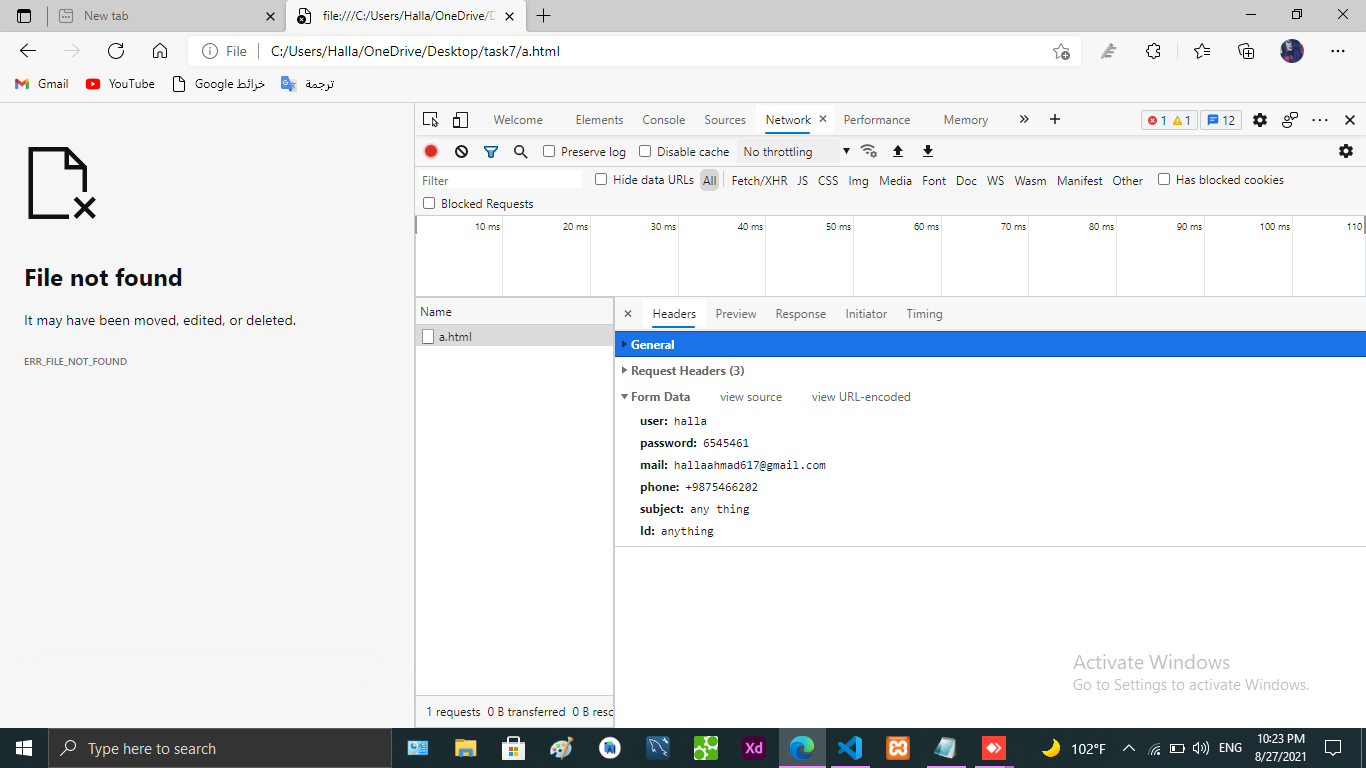 New tab
file:///C:/Users/Halla/OneDrive/D
File
C:/Users/Halla/OneDrive/Desktop/task7/a.html
Gmail
YouTube
خرائط Google
ترجمة
File not found
It may have been moved, edited, or deleted.
ERR_FILE_NOT_FOUND
Welcome Elements Console Sources Network Performance Memory
1 1 12
Preserve log Disable cache No throttling
Filter Hide data URLs All Fetch/XHR JS CSS Img Media Font Doc WS Wasm Manifest Other Has blocked cookies
Blocked Requests
10 ms 20 ms 30 ms 40 ms 50 ms 60 ms 70 ms 80 ms 90 ms 100 ms 110
Name
a.html
Headers Preview Response Initiator Timing
General
Request Headers (3)
Form Data view source view URL-encoded
user: halla
password: 6545461
mail: hallaahmad617@gmail.com
phone: +9875466202
subject: any thing
Id: anything
1 requests 0 B transferred 0 B resc
Activate Windows
Go to Settings to activate Windows.
Type here to search
Xd
102°F
ENG
10:23 PM
8/27/2021